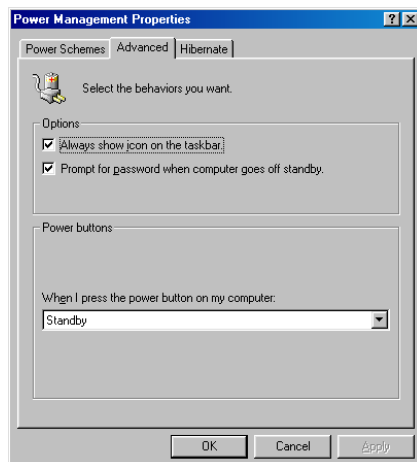 Power Management Properties
Power Schemes Advanced Hibernate
Select the behaviors you want.
Options
Always show icon on the taskbar.
Prompt for password when computer goes off standby.
Power buttons
When I press the power button on my computer:
Standby
OK Cancel Apply